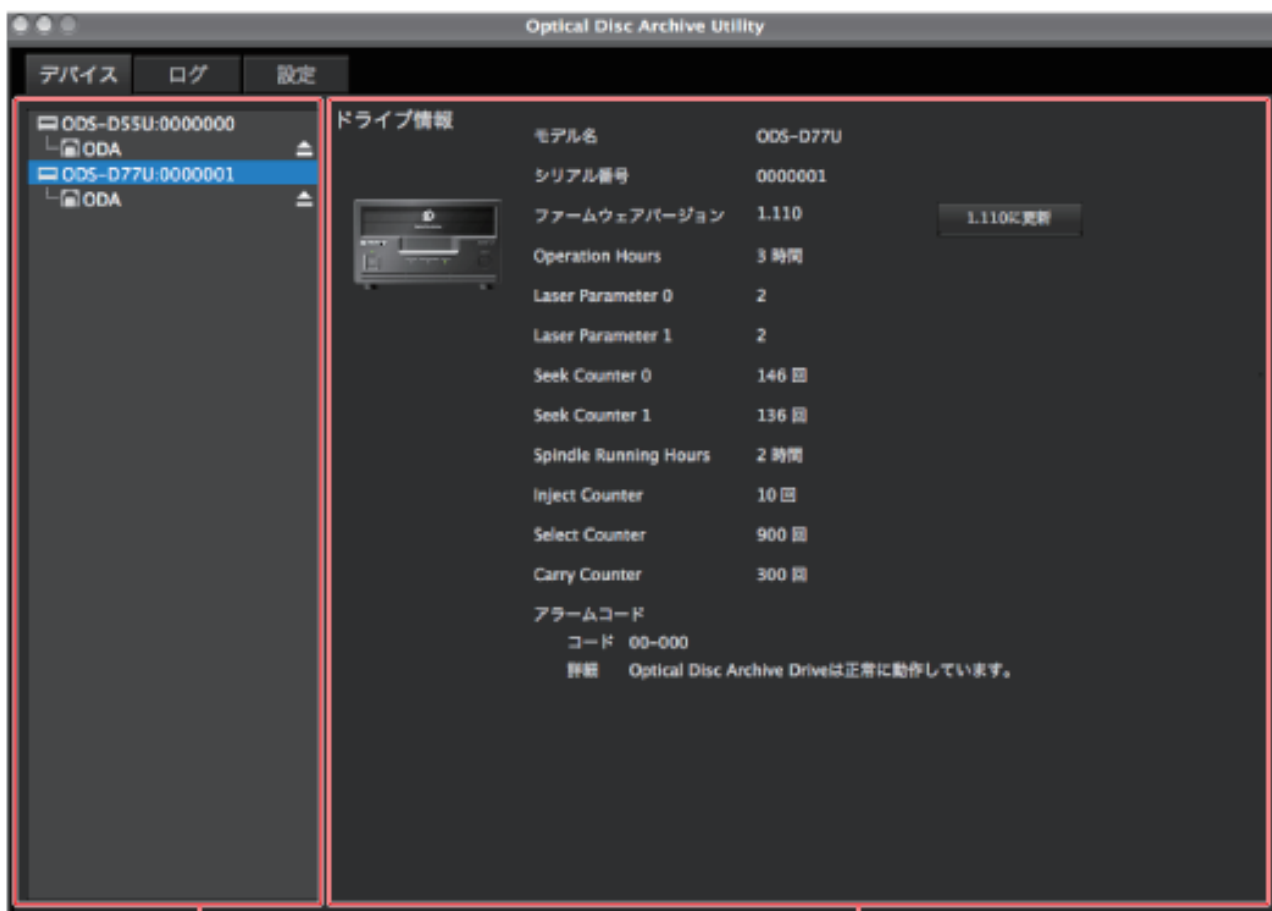 Optical Disc Archive Utility
デバイス ログ 設定
ODS-D55U:0000000
ODA
ODS-D77U:0000001
ODA
ドライブ情報
モデル名 ODS-D77U
シリアル番号 0000001
ファームウェアバージョン 1.110 1.110に更新
Operation Hours 3 時間
Laser Parameter 0 2
Laser Parameter 1 2
Seek Counter 0 146 回
Seek Counter 1 136 回
Spindle Running Hours 2 時間
Inject Counter 10 回
Select Counter 900 回
Carry Counter 300 回
アラームコード
コード 00-000
詳細 Optical Disc Archive Driveは正常に動作しています。